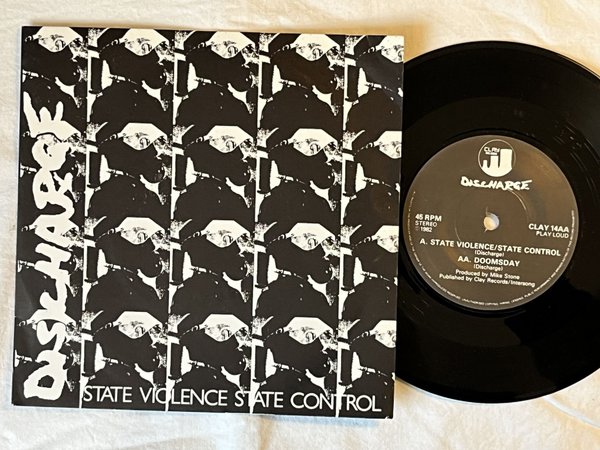 DISCHARGE
STATE VIOLENCE STATE CONTROL
CLAY
DISCHARGE
45 RPM
STEREO
℗ 1982
CLAY 14AA
PLAY LOUD
A. STATE VIOLENCE/STATE CONTROL
(Discharge)
AA. DOOMSDAY
(Discharge)
Produced by Mike Stone
Published by Clay Records/Intersong